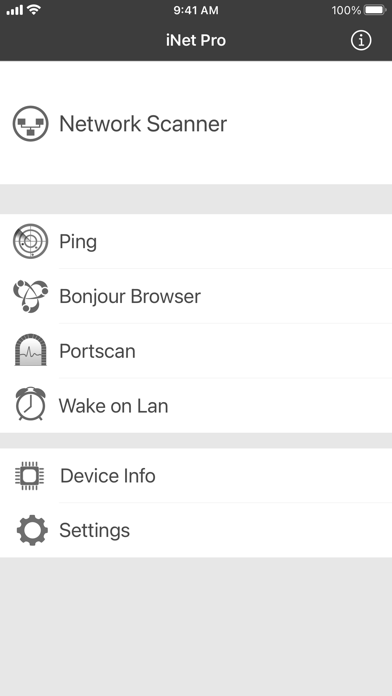 9:41 AM
100%
iNet Pro
Network Scanner
Ping
Bonjour Browser
Portscan
Wake on Lan
Device Info
Settings